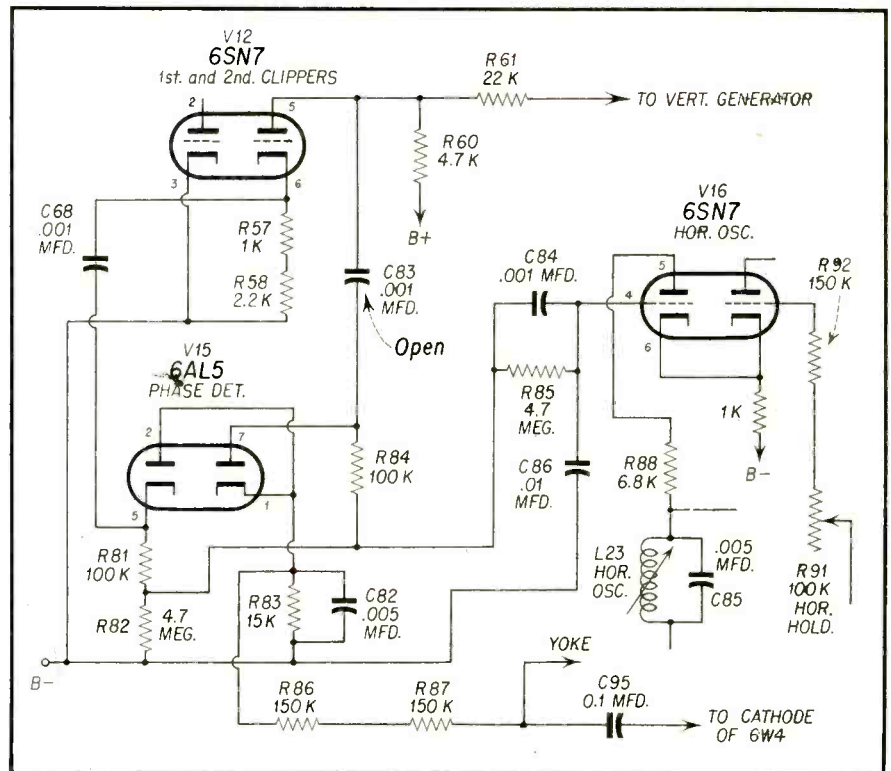 V12
6SN7
1st. and 2nd. CLIPPERS
2
5
3
6
R61
22 K
TO VERT. GENERATOR
R60
4.7 K
B+
C68
.001
MFD.
R57
1 K
R58
2.2 K
C83
.001
MFD.
Open
V15
6AL5
PHASE DET.
2
7
5
1
R84
100 K
C84
.001 MFD.
R85
4.7
MEG.
C86
.01
MFD.
V16
6SN7
HOR. OSC.
5
4
6
R92
150 K
1 K
B-
R88
6.8 K
L23
HOR.
OSC.
.005
MFD.
C85
R91
100 K
HOR.
HOLD.
R81
100 K
R82
4.7
MEG.
R83
15 K
C82
.005
MFD.
B-
R86
150 K
R87
150 K
YOKE
C95
0.1 MFD.
TO CATHODE
OF 6W4